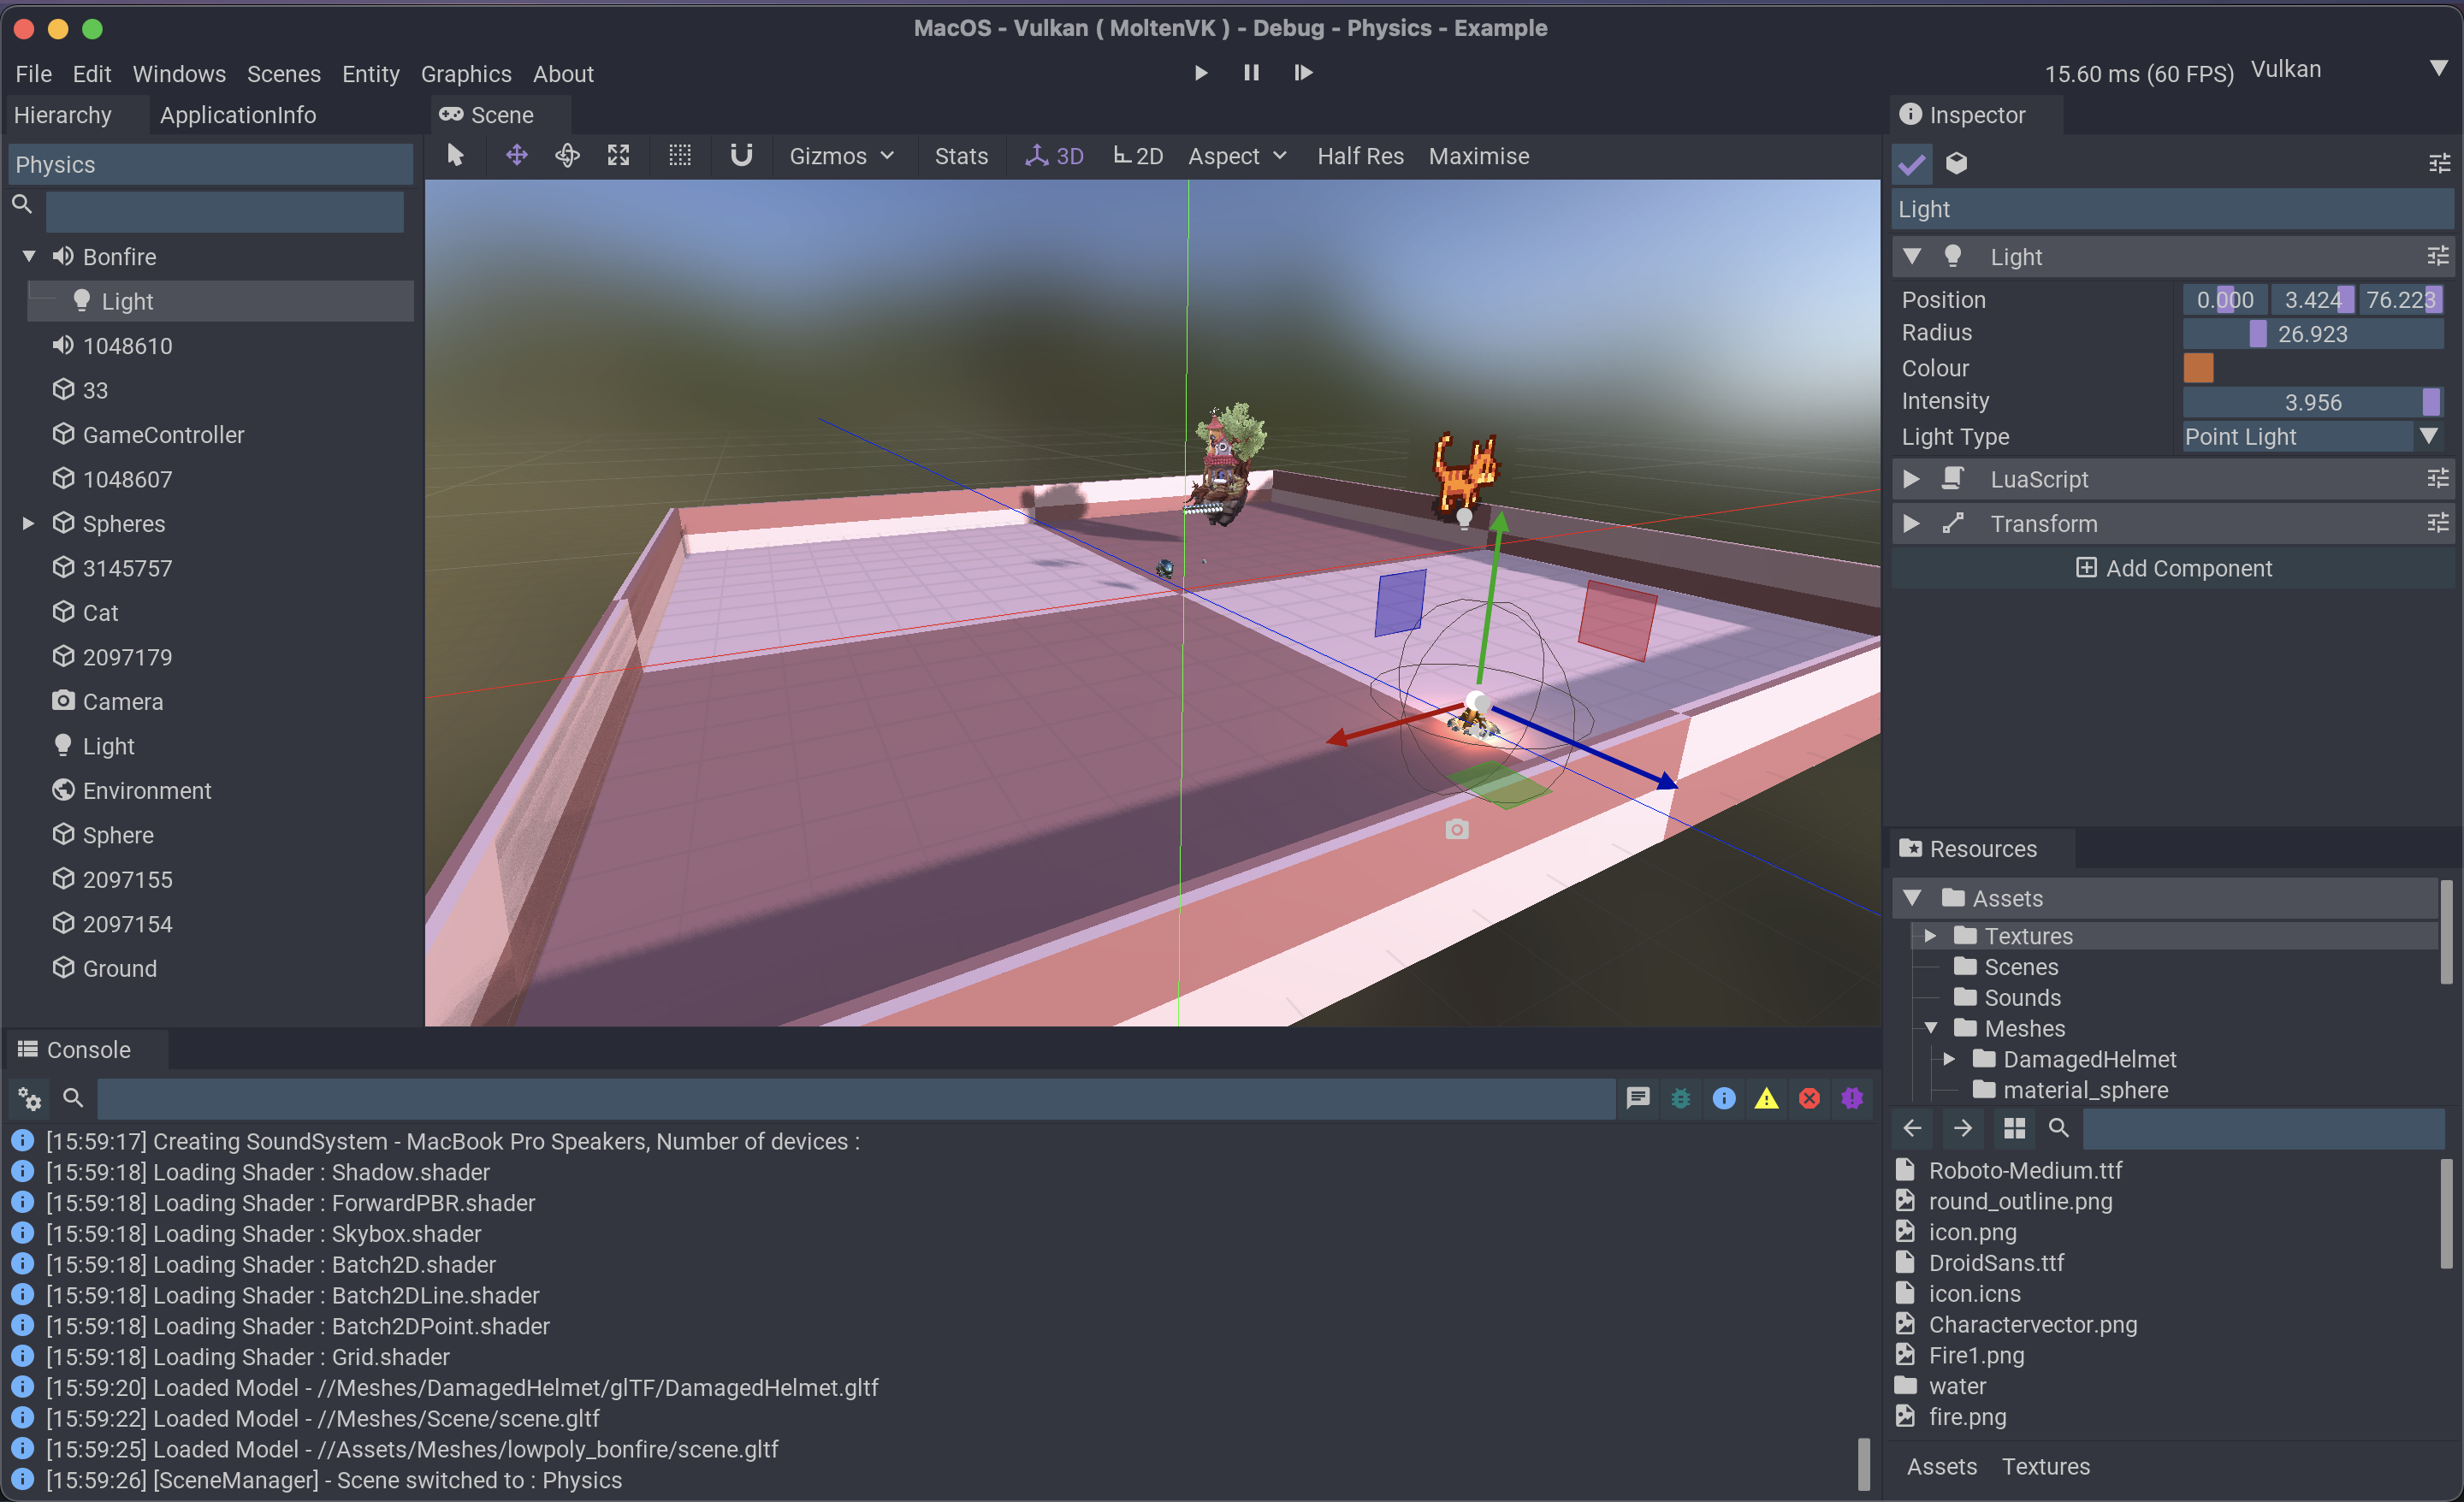 MacOS - Vulkan ( MoltenVK ) - Debug - Physics - Example
File Edit Windows Scenes Entity Graphics About
15.60 ms (60 FPS) Vulkan
Hierarchy ApplicationInfo
Physics
Bonfire
Light
1048610
33
GameController
1048607
Spheres
3145757
Cat
2097179
Camera
Light
Environment
Sphere
2097155
2097154
Ground
Scene
Gizmos Stats 3D 2D Aspect Half Res Maximise
Inspector
Light
Light
Position 0.000 3.424 76.223
Radius 26.923
Colour
Intensity 3.956
Light Type Point Light
LuaScript
Transform
Add Component
Resources
Assets
Textures
Scenes
Sounds
Meshes
DamagedHelmet
material_sphere
Roboto-Medium.ttf
round_outline.png
icon.png
DroidSans.ttf
icon.icns
Charactervector.png
Fire1.png
water
fire.png
Assets Textures
Console
[15:59:17] Creating SoundSystem - MacBook Pro Speakers, Number of devices :
[15:59:18] Loading Shader : Shadow.shader
[15:59:18] Loading Shader : ForwardPBR.shader
[15:59:18] Loading Shader : Skybox.shader
[15:59:18] Loading Shader : Batch2D.shader
[15:59:18] Loading Shader : Batch2DLine.shader
[15:59:18] Loading Shader : Batch2DPoint.shader
[15:59:18] Loading Shader : Grid.shader
[15:59:20] Loaded Model - //Meshes/DamagedHelmet/glTF/DamagedHelmet.gltf
[15:59:22] Loaded Model - //Meshes/Scene/scene.gltf
[15:59:25] Loaded Model - //Assets/Meshes/lowpoly_bonfire/scene.gltf
[15:59:26] [SceneManager] - Scene switched to : Physics